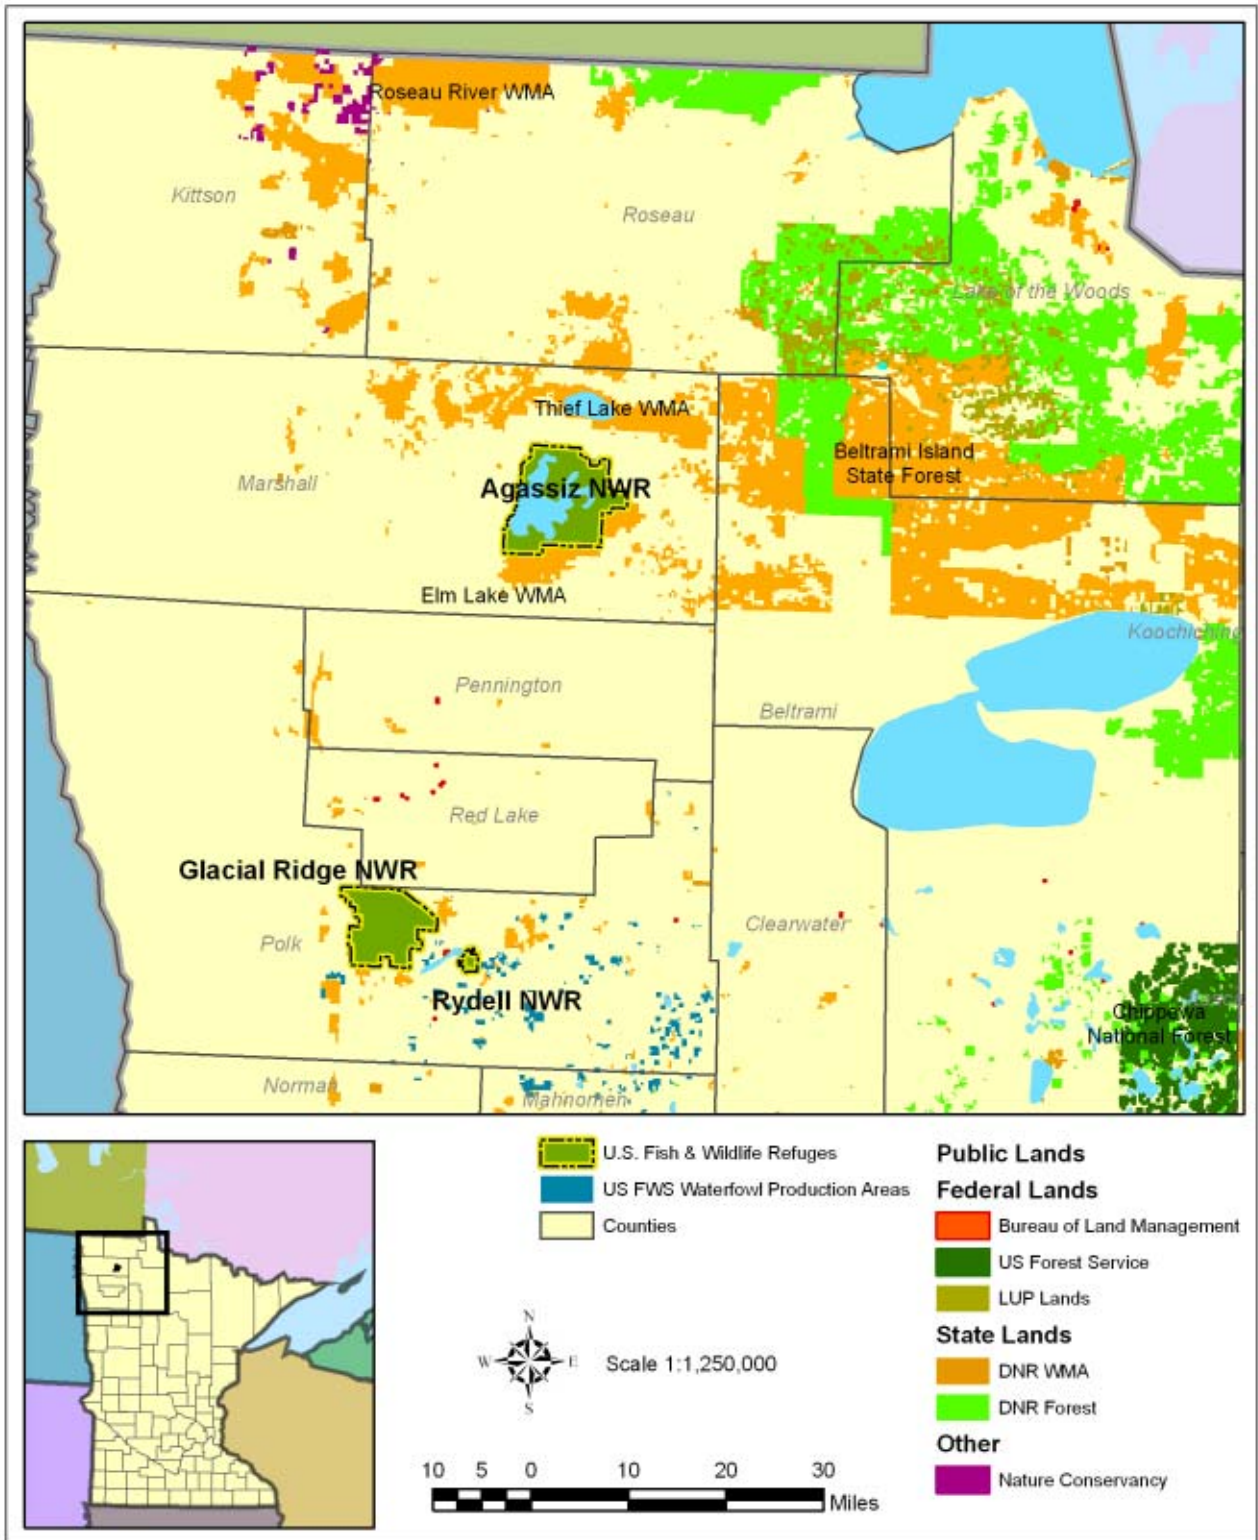 Roseau River WMA
Kittson
Roseau
Lake of the Woods
Thief Lake WMA
Beltrami Island
State Forest
Marshall
Agassiz NWR
Elm Lake WMA
Koochiching
Pennington
Beltrami
Red Lake
Glacial Ridge NWR
Polk
Clearwater
Rydell NWR
Chippewa
National Forest
Norman
Mahnomen
U.S. Fish & Wildlife Refuges
US FWS Waterfowl Production Areas
Counties
Public Lands
Federal Lands
Bureau of Land Management
US Forest Service
LUP Lands
State Lands
DNR WMA
DNR Forest
Other
Nature Conservancy
N
W E
S
Scale 1:1,250,000
10 5 0 10 20 30
Miles